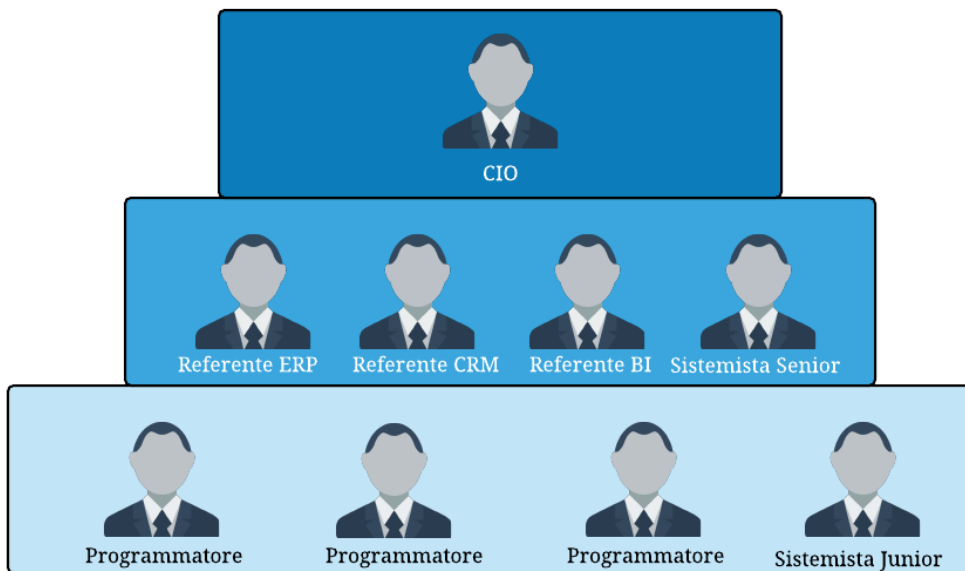 CIO
Referente ERP
Referente CRM
Referente BI
Sistemista Senior
Programmatore
Programmatore
Programmatore
Sistemista Junior